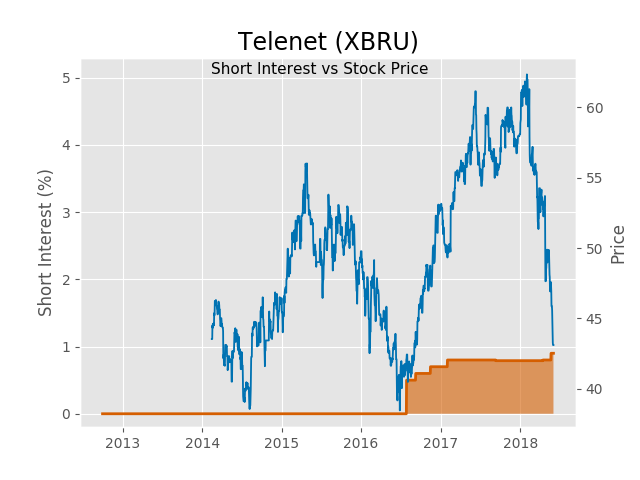 Telenet (XBRU)
Short Interest vs Stock Price
Short Interest (%)
5
4
3
2
1
0
60
55
50
45
40
Price
2013 2014 2015 2016 2017 2018